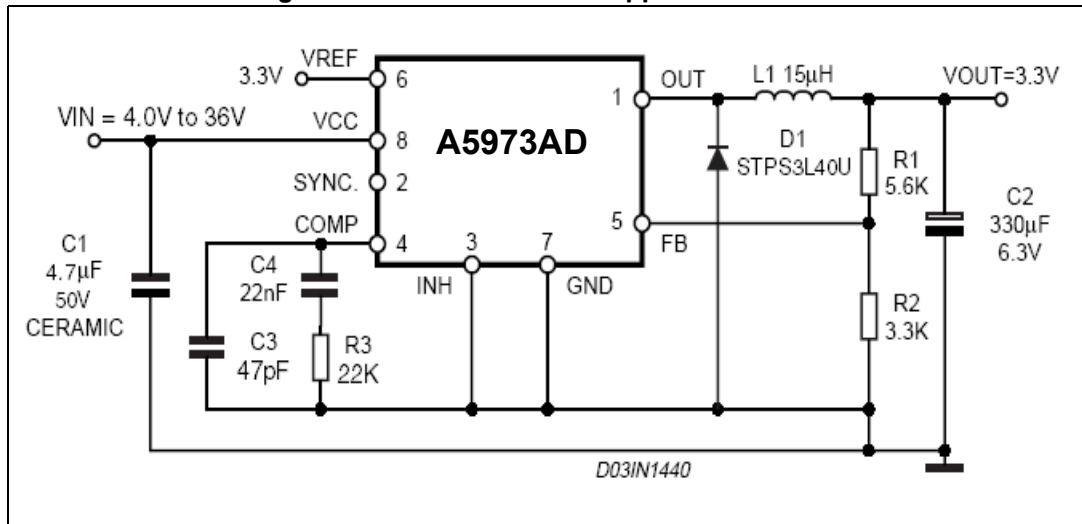 VREF
3.3V
6
OUT
L1 15µH
VOUT=3.3V
1
VIN = 4.0V to 36V
VCC
8
A5973AD
D1
STPS3L40U
R1
5.6K
SYNC.
2
COMP
4
3
7
5
FB
C2
330µF
6.3V
C1
4.7µF
50V
CERAMIC
C4
22nF
INH
GND
R2
3.3K
C3
47pF
R3
22K
D03IN1440